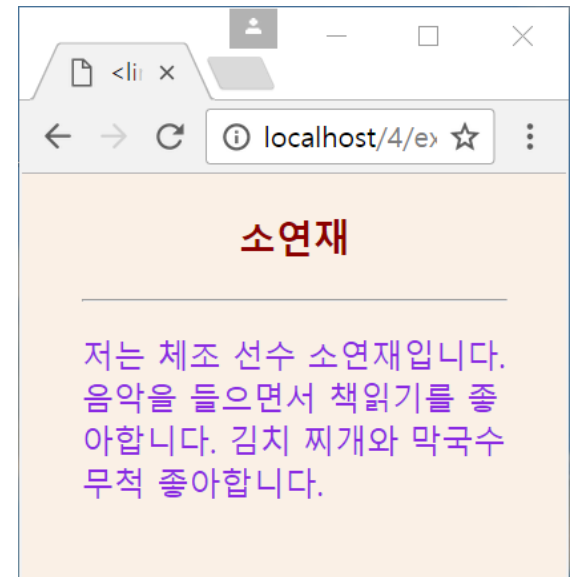 <li
localhost/4/ex
소연재
저는 체조 선수 소연재입니다.
음악을 들으면서 책읽기를 좋
아합니다. 김치 찌개와 막국수
무척 좋아합니다.